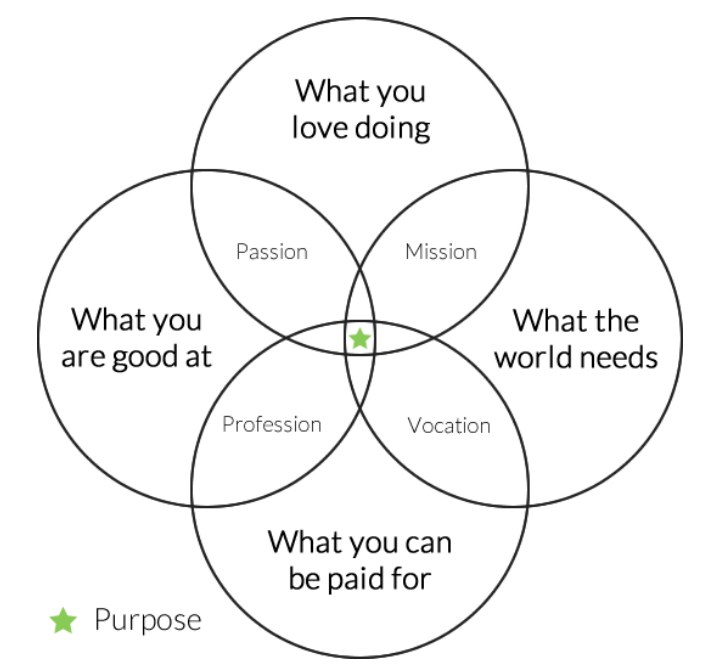 What you
love doing
Passion
Mission
What you
are good at
What the
world needs
Profession
Vocation
What you can
be paid for
Purpose